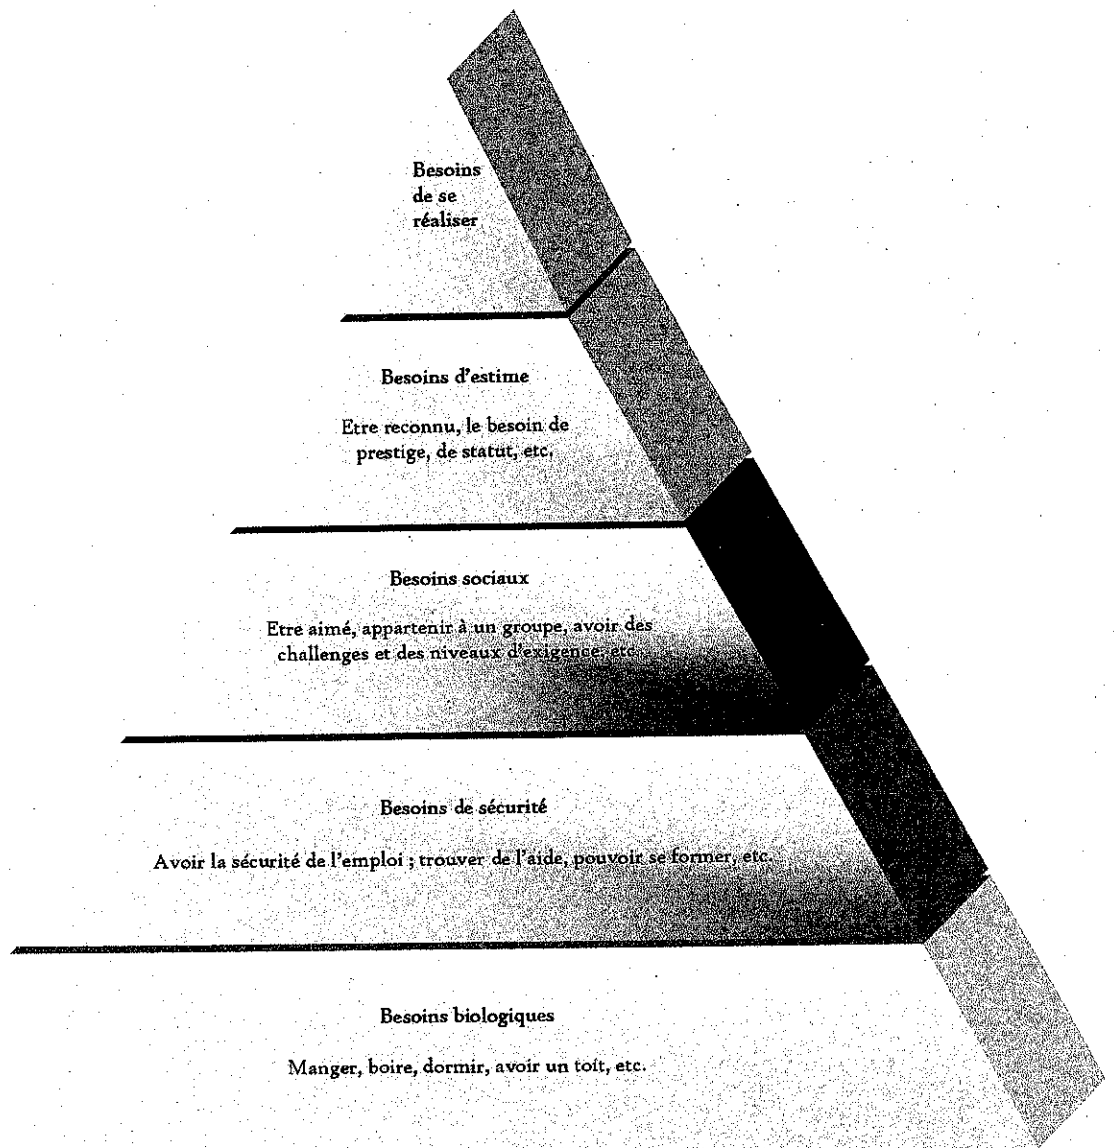 Besoins
de se
réaliser
Besoins d'estime
Etre reconnu, le besoin de
prestige, de statut, etc.
Besoins sociaux
Etre aimé, appartenir à un groupe, avoir des
challenges et des niveaux d'exigence, etc.
Besoins de sécurité
Avoir la sécurité de l'emploi ; trouver de l'aide, pouvoir se former, etc.
Besoins biologiques
Manger, boire, dormir, avoir un toit, etc.